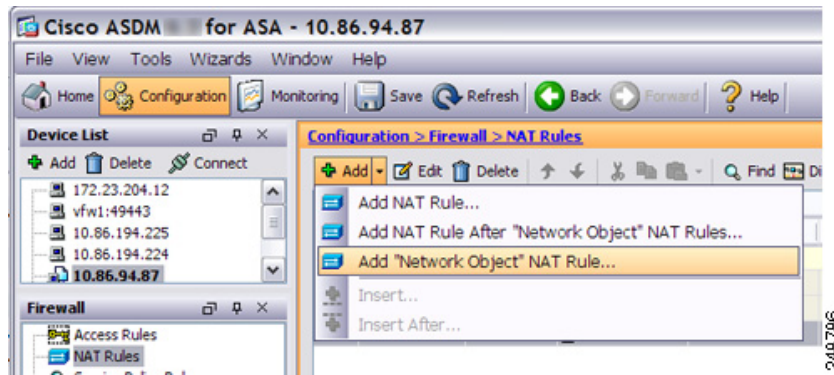 Cisco ASDM for ASA - 10.86.94.87
File View Tools Wizards Window Help
Home Configuration Monitoring Save Refresh Back Forward Help
Device List
Add Delete Connect
172.23.204.12
vfw1:49443
10.86.194.225
10.86.194.224
10.86.94.87
Firewall
Access Rules
NAT Rules
Configuration > Firewall > NAT Rules
Add Edit Delete Find Di
Add NAT Rule...
Add NAT Rule After "Network Object" NAT Rules...
Add "Network Object" NAT Rule...
Insert...
Insert After...
248796